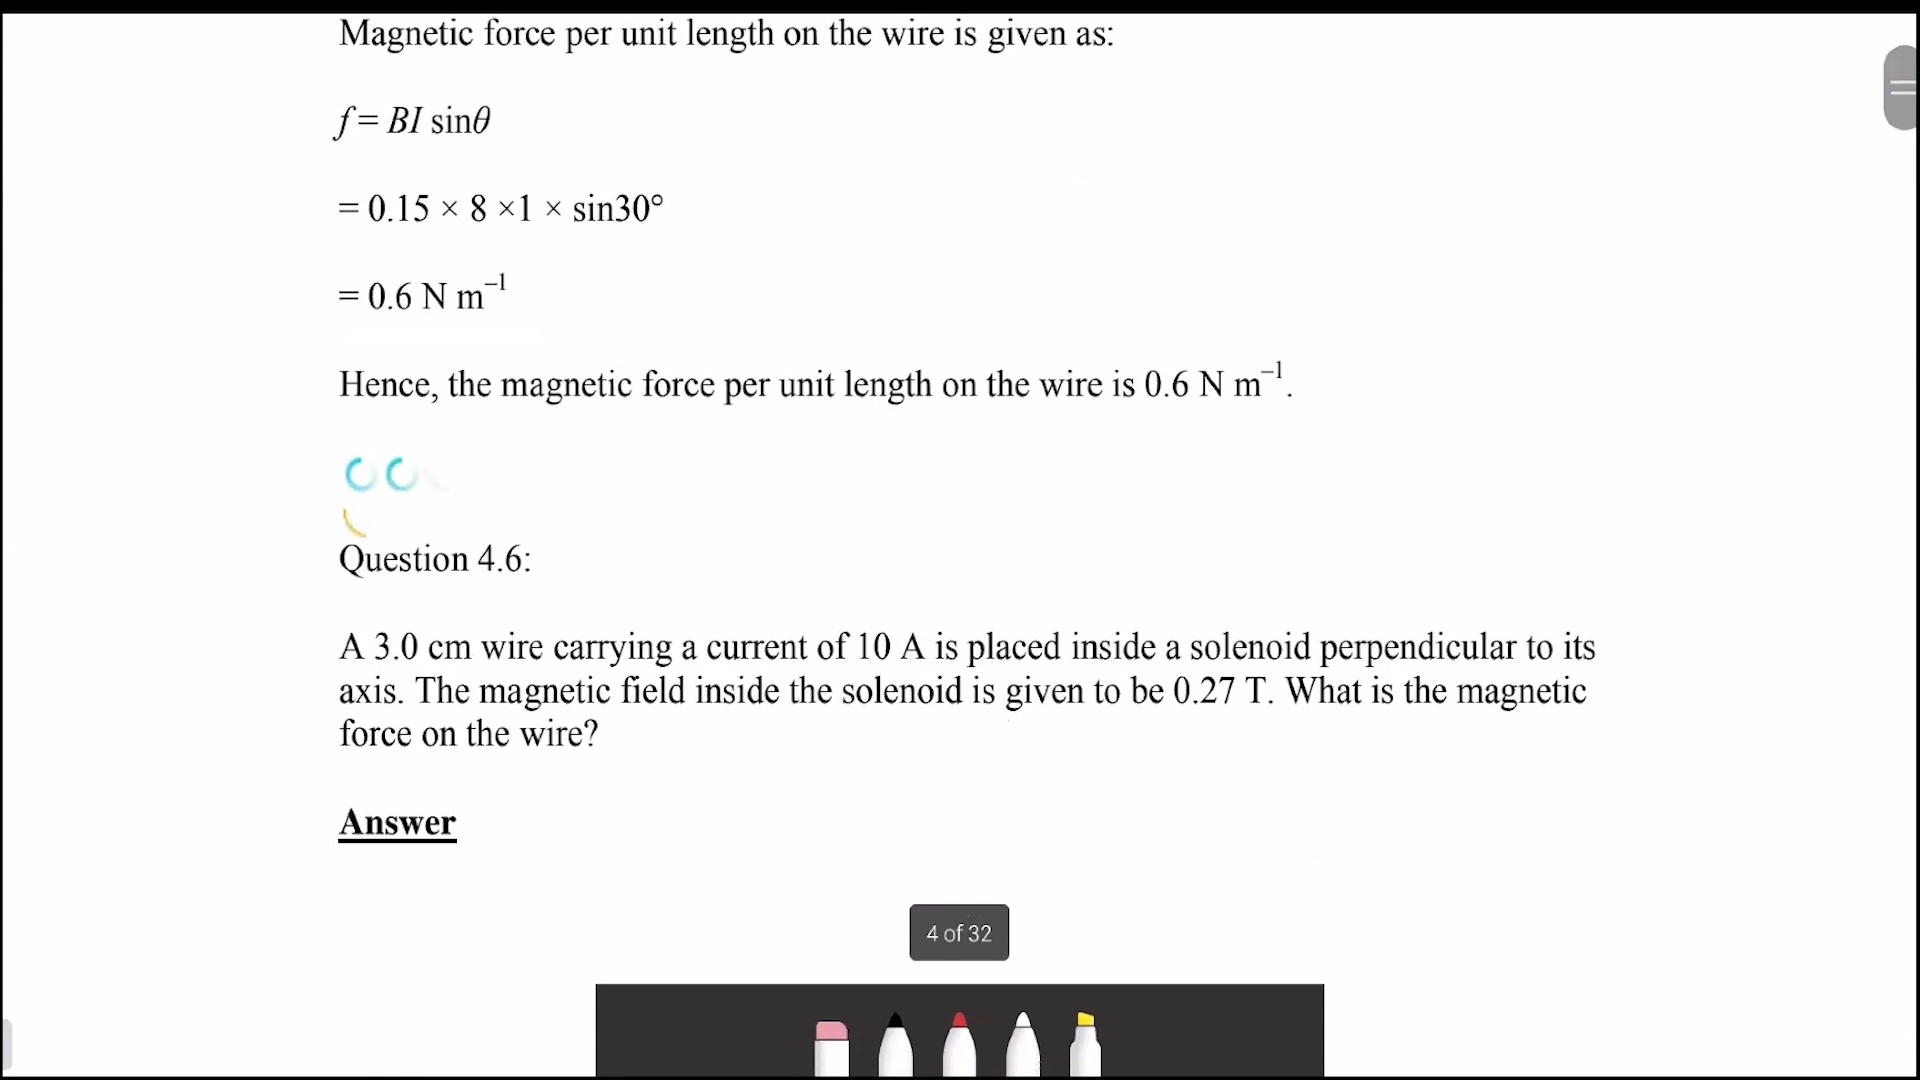 Magnetic force per unit length on the wire is given as:
f = BI sinθ
= 0.15 × 8 ×1 × sin30°
= 0.6 N m⁻¹
Hence, the magnetic force per unit length on the wire is 0.6 N m⁻¹.
Question 4.6:
A 3.0 cm wire carrying a current of 10 A is placed inside a solenoid perpendicular to its
axis. The magnetic field inside the solenoid is given to be 0.27 T. What is the magnetic
force on the wire?
Answer
4 of 32